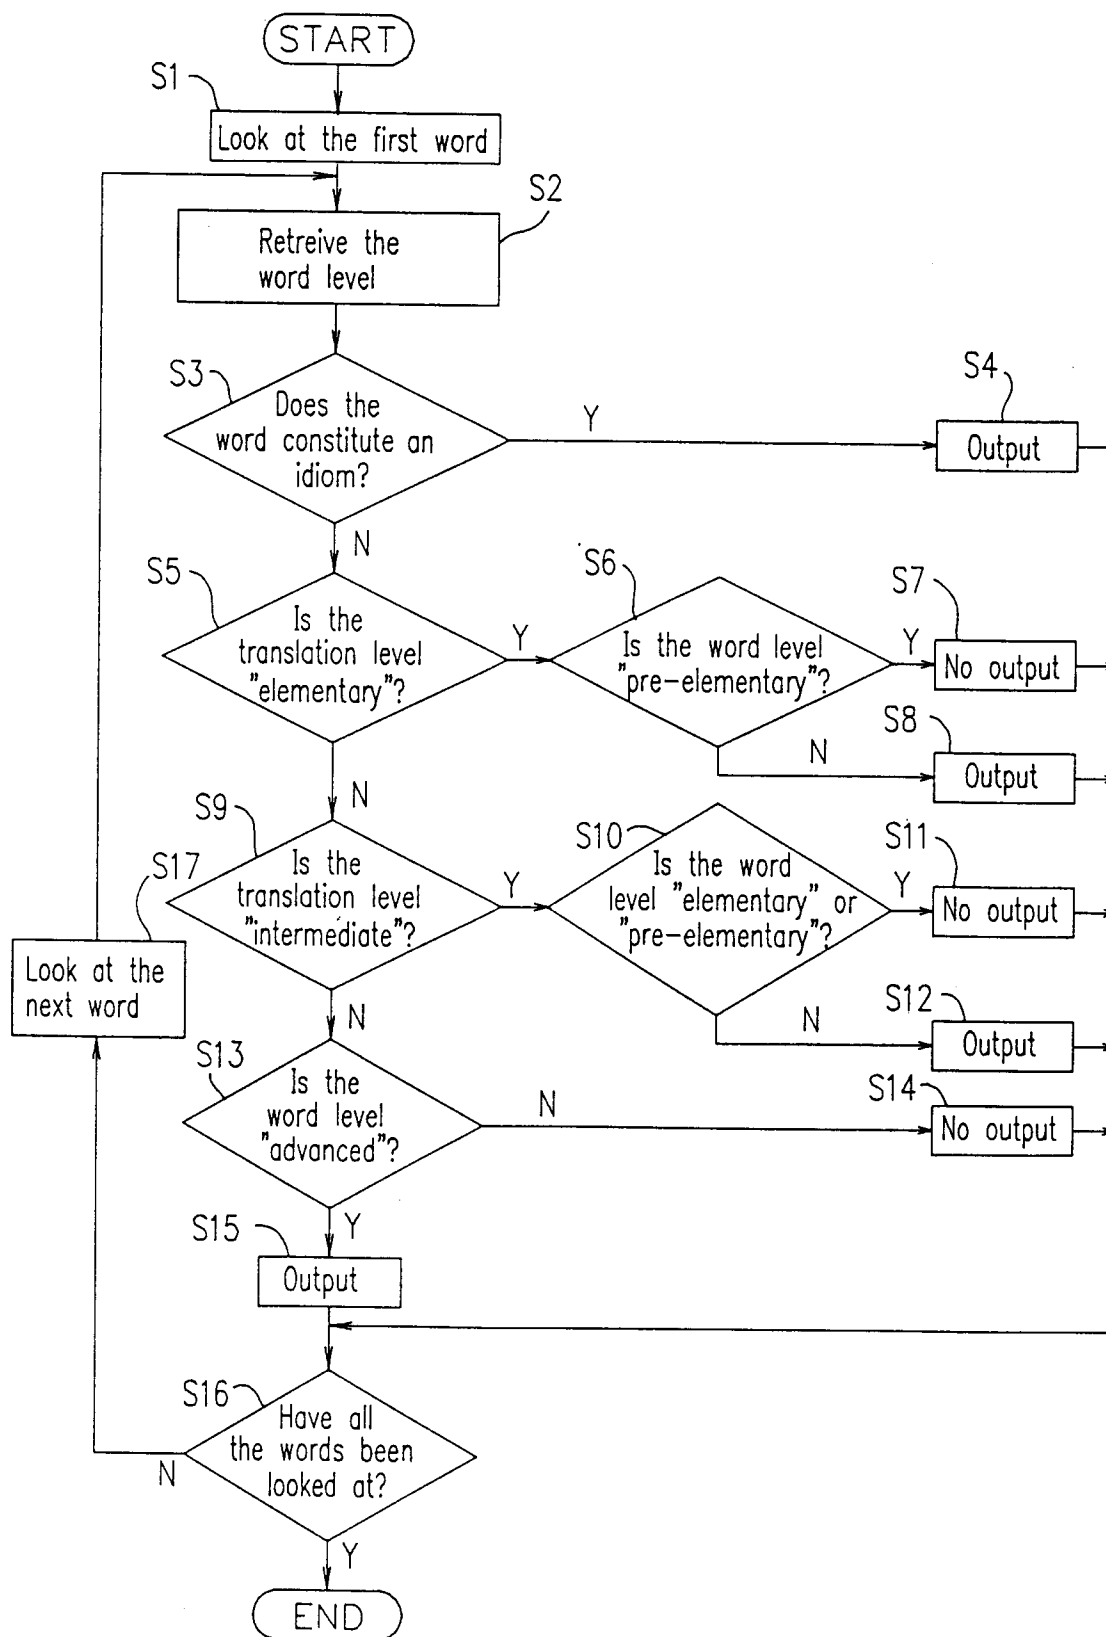 START
S1
Look at the first word
S2
Retreive the
word level
S3
Does the
word constitute an
idiom?
Y
S4
Output
N
S5
Is the
translation level
"elementary"?
Y
S6
Is the word level
"pre-elementary"?
Y
S7
No output
N
S8
Output
N
S9
Is the
translation level
"intermediate"?
Y
S10
Is the word
level "elementary" or
"pre-elementary"?
Y
S11
No output
N
S12
Output
S17
Look at the
next word
N
S13
Is the
word level
"advanced"?
N
S14
No output
Y
S15
Output
S16
Have all
the words been
looked at?
N
Y
END